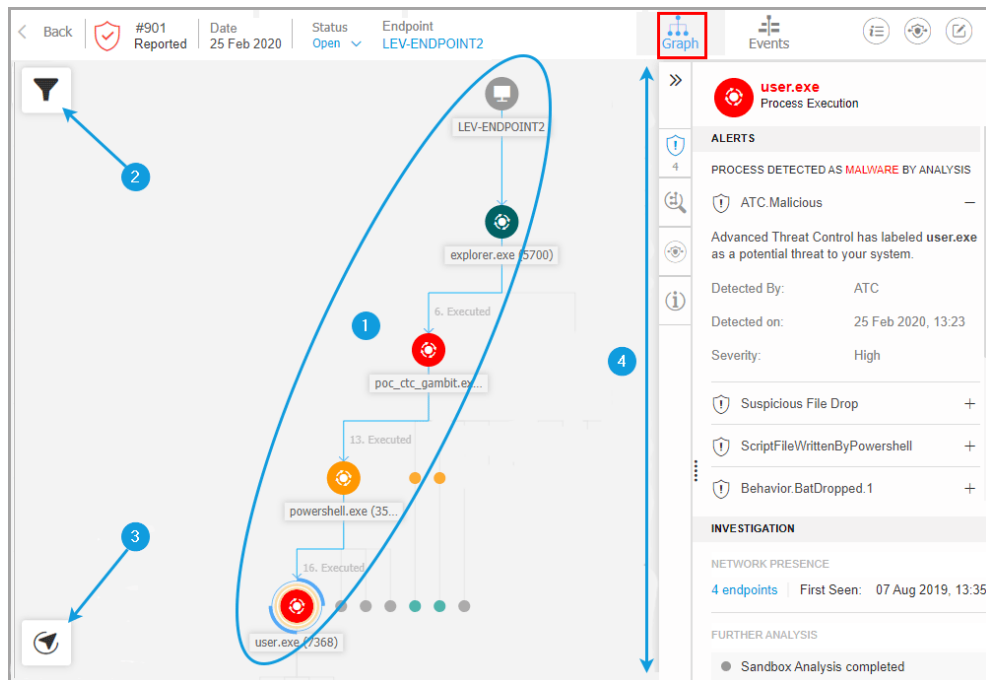 Back
#901
Reported
Date
25 Feb 2020
Status
Open
Endpoint
LEV-ENDPOINT2
Graph
Events
2
LEV-ENDPOINT2
explorer.exe (5700)
6. Executed
1
poc_ctc_gambit.ex...
4
13. Executed
powershell.exe (35...
3
16. Executed
user.exe (7368)
4
user.exe
Process Execution
ALERTS
PROCESS DETECTED AS MALWARE BY ANALYSIS
ATC.Malicious
Advanced Threat Control has labeled user.exe
as a potential threat to your system.
Detected By: ATC
Detected on: 25 Feb 2020, 13:23
Severity: High
Suspicious File Drop
ScriptFileWrittenByPowershell
Behavior.BatDropped.1
INVESTIGATION
NETWORK PRESENCE
4 endpoints First Seen: 07 Aug 2019, 13:35
FURTHER ANALYSIS
Sandbox Analysis completed